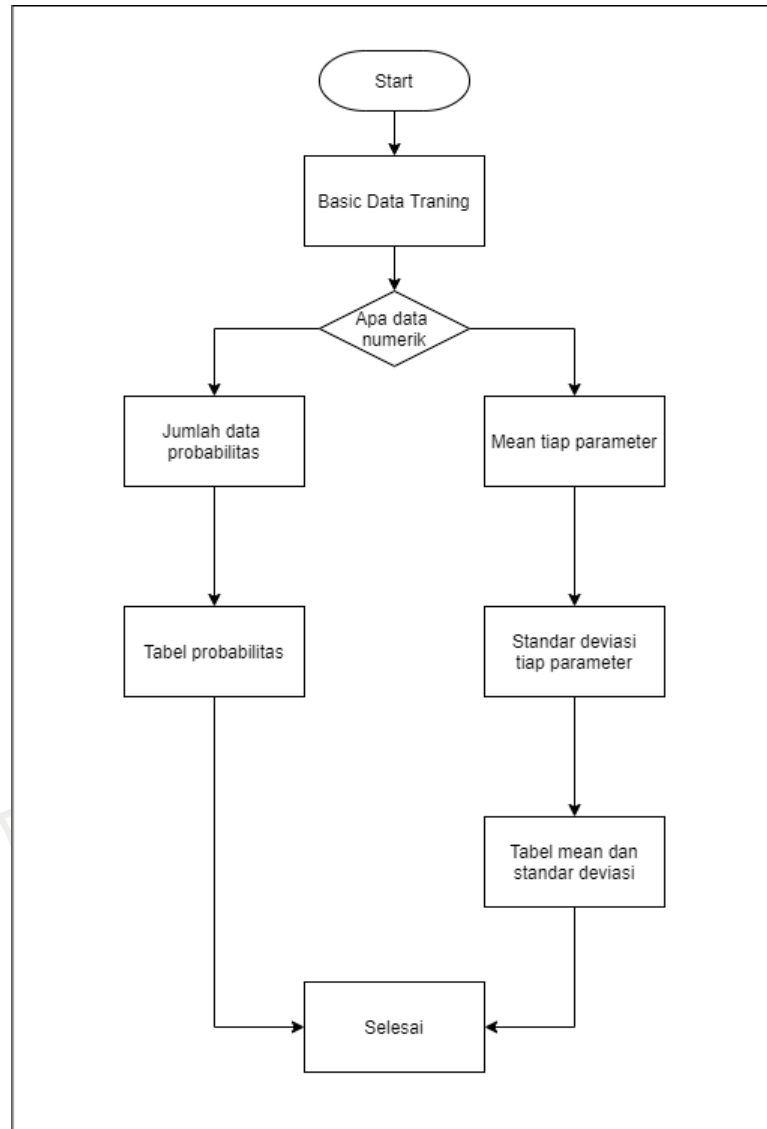 Start
Basic Data Traning
Apa data
numerik
Jumlah data
probabilitas
Mean tiap parameter
Tabel probabilitas
Standar deviasi
tiap parameter
Tabel mean dan
standar deviasi
Selesai